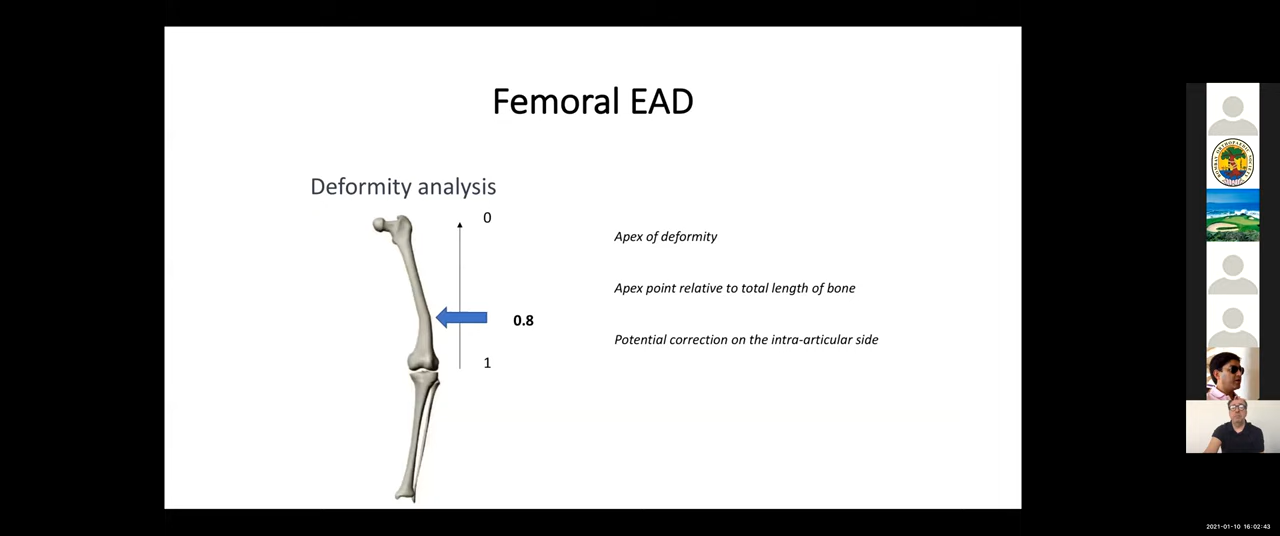 Femoral EAD
Deformity analysis
0
Apex of deformity
Apex point relative to total length of bone
0.8
Potential correction on the intra-articular side
1
2021-01-10 16:02:43